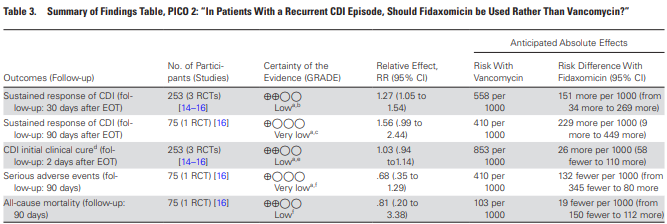 Table 3. Summary of Findings Table, PICO 2: "In Patients With a Recurrent CDI Episode, Should Fidaxomicin be Used Rather Than Vancomycin?"
Anticipated Absolute Effects
Outcomes (Follow-up) No. of Partici-pants (Studies) Certainty of the Evidence (GRADE) Relative Effect, RR (95% CI) Risk With Vancomycin Risk Difference With Fidaxomicin (95% CI)
Sustained response of CDI (fol- 253 (3 RCTs) ⊕⊕◯◯ 1.27 (1.05 to 558 per 151 more per 1000 (from
low-up: 30 days after EOT) [14–16] Low^a,b 1.54) 1000 34 more to 269 more)
Sustained response of CDI (fol- 75 (1 RCT) [16] ⊕◯◯◯ 1.56 (.99 to 410 per 229 more per 1000 (9
low-up: 90 days after EOT) Very low^a,c 2.44) 1000 more to 449 more)
CDI initial clinical cure^d (fol- 253 (3 RCTs) ⊕⊕◯◯ 1.03 (.94 853 per 26 more per 1000 (58
low-up: 2 days after EOT) [14–16] Low^a,e to1.14) 1000 fewer to 110 more)
Serious adverse events (fol- 75 (1 RCT) [16] ⊕◯◯◯ .68 (.35 to 410 per 132 fewer per 1000 (from
low-up: 90 days) Very low^a,f 1.29) 1000 345 fewer to 80 more
All-cause mortality (follow-up: 75 (1 RCT) [16] ⊕⊕◯◯ .81 (.20 to 103 per 19 fewer per 1000 (from
90 days) Low^f 3.38) 1000 150 fewer to 112 more)